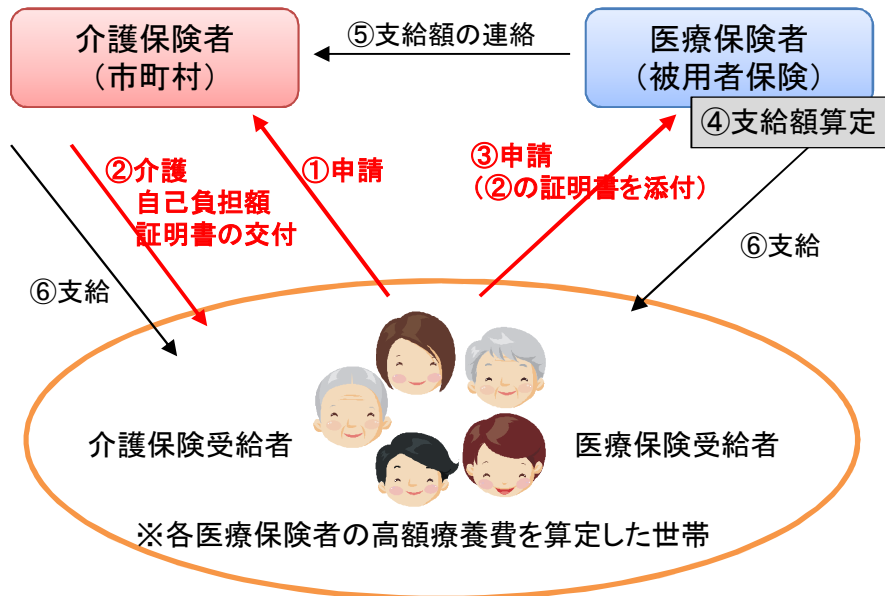 介護保険者
（市町村）
⑤支給額の連絡
医療保険者
（被用者保険）
④支給額算定
②介護
自己負担額
証明書の交付
①申請
③申請
（②の証明書を添付）
⑥支給
⑥支給
介護保険受給者
医療保険受給者
※各医療保険者の高額療養費を算定した世帯